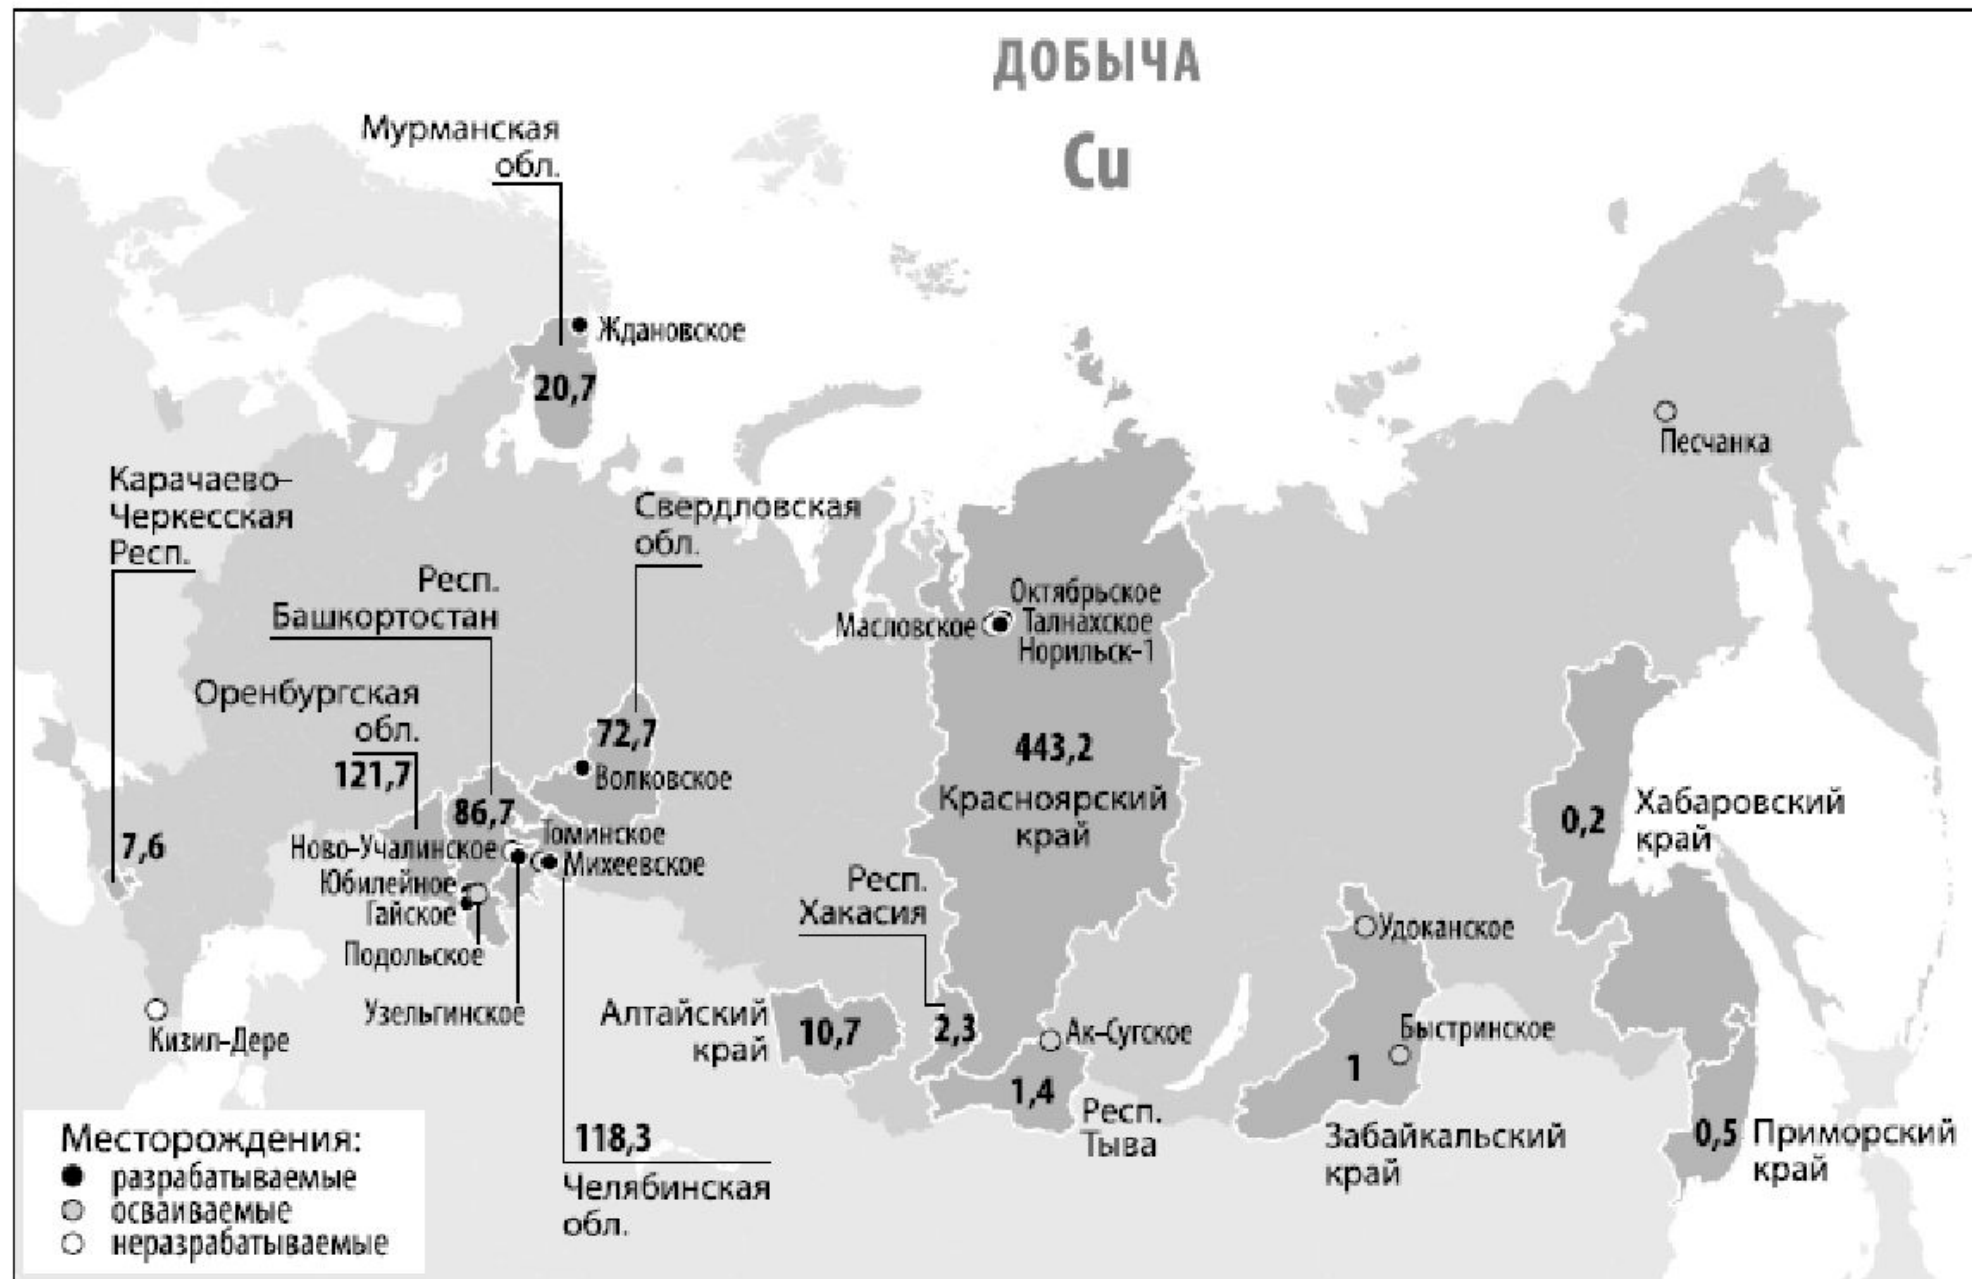 ДОБЫЧА
Cu
Мурманская
обл.
Ждановское
20,7
Песчанка
Карачаево–
Черкесская
Респ.
7,6
Свердловская
обл.
72,7
Волковское
Респ.
Башкортостан
86,7
Оренбургская
обл.
121,7
Октябрьское
Масловское
Талнахское
Норильск–1
443,2
Красноярский
край
Хабаровский
край
0,2
Томинское
Ново–Учалинское
Михеевское
Юбилейное
Гайское
Подольское
Узельгинское
Респ.
Хакасия
2,3
Удоканское
Кизил–Дере
Алтайский
край
10,7
Ак–Сугское
1,4
Респ.
Тыва
Быстринское
1
Забайкальский
край
0,5
Приморский
край
118,3
Челябинская
обл.
Месторождения:
разрабатываемые
осваиваемые
неразрабатываемые